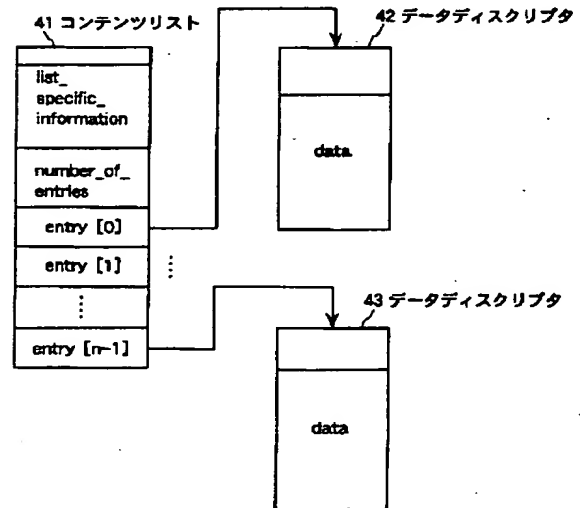 41 コンテンツリスト
list_
specific_
information
number_of_
entries
entry [0]
entry [1]
⋮
entry [n-1]
42 データディスクリプタ
data
⋮
43 データディスクリプタ
data